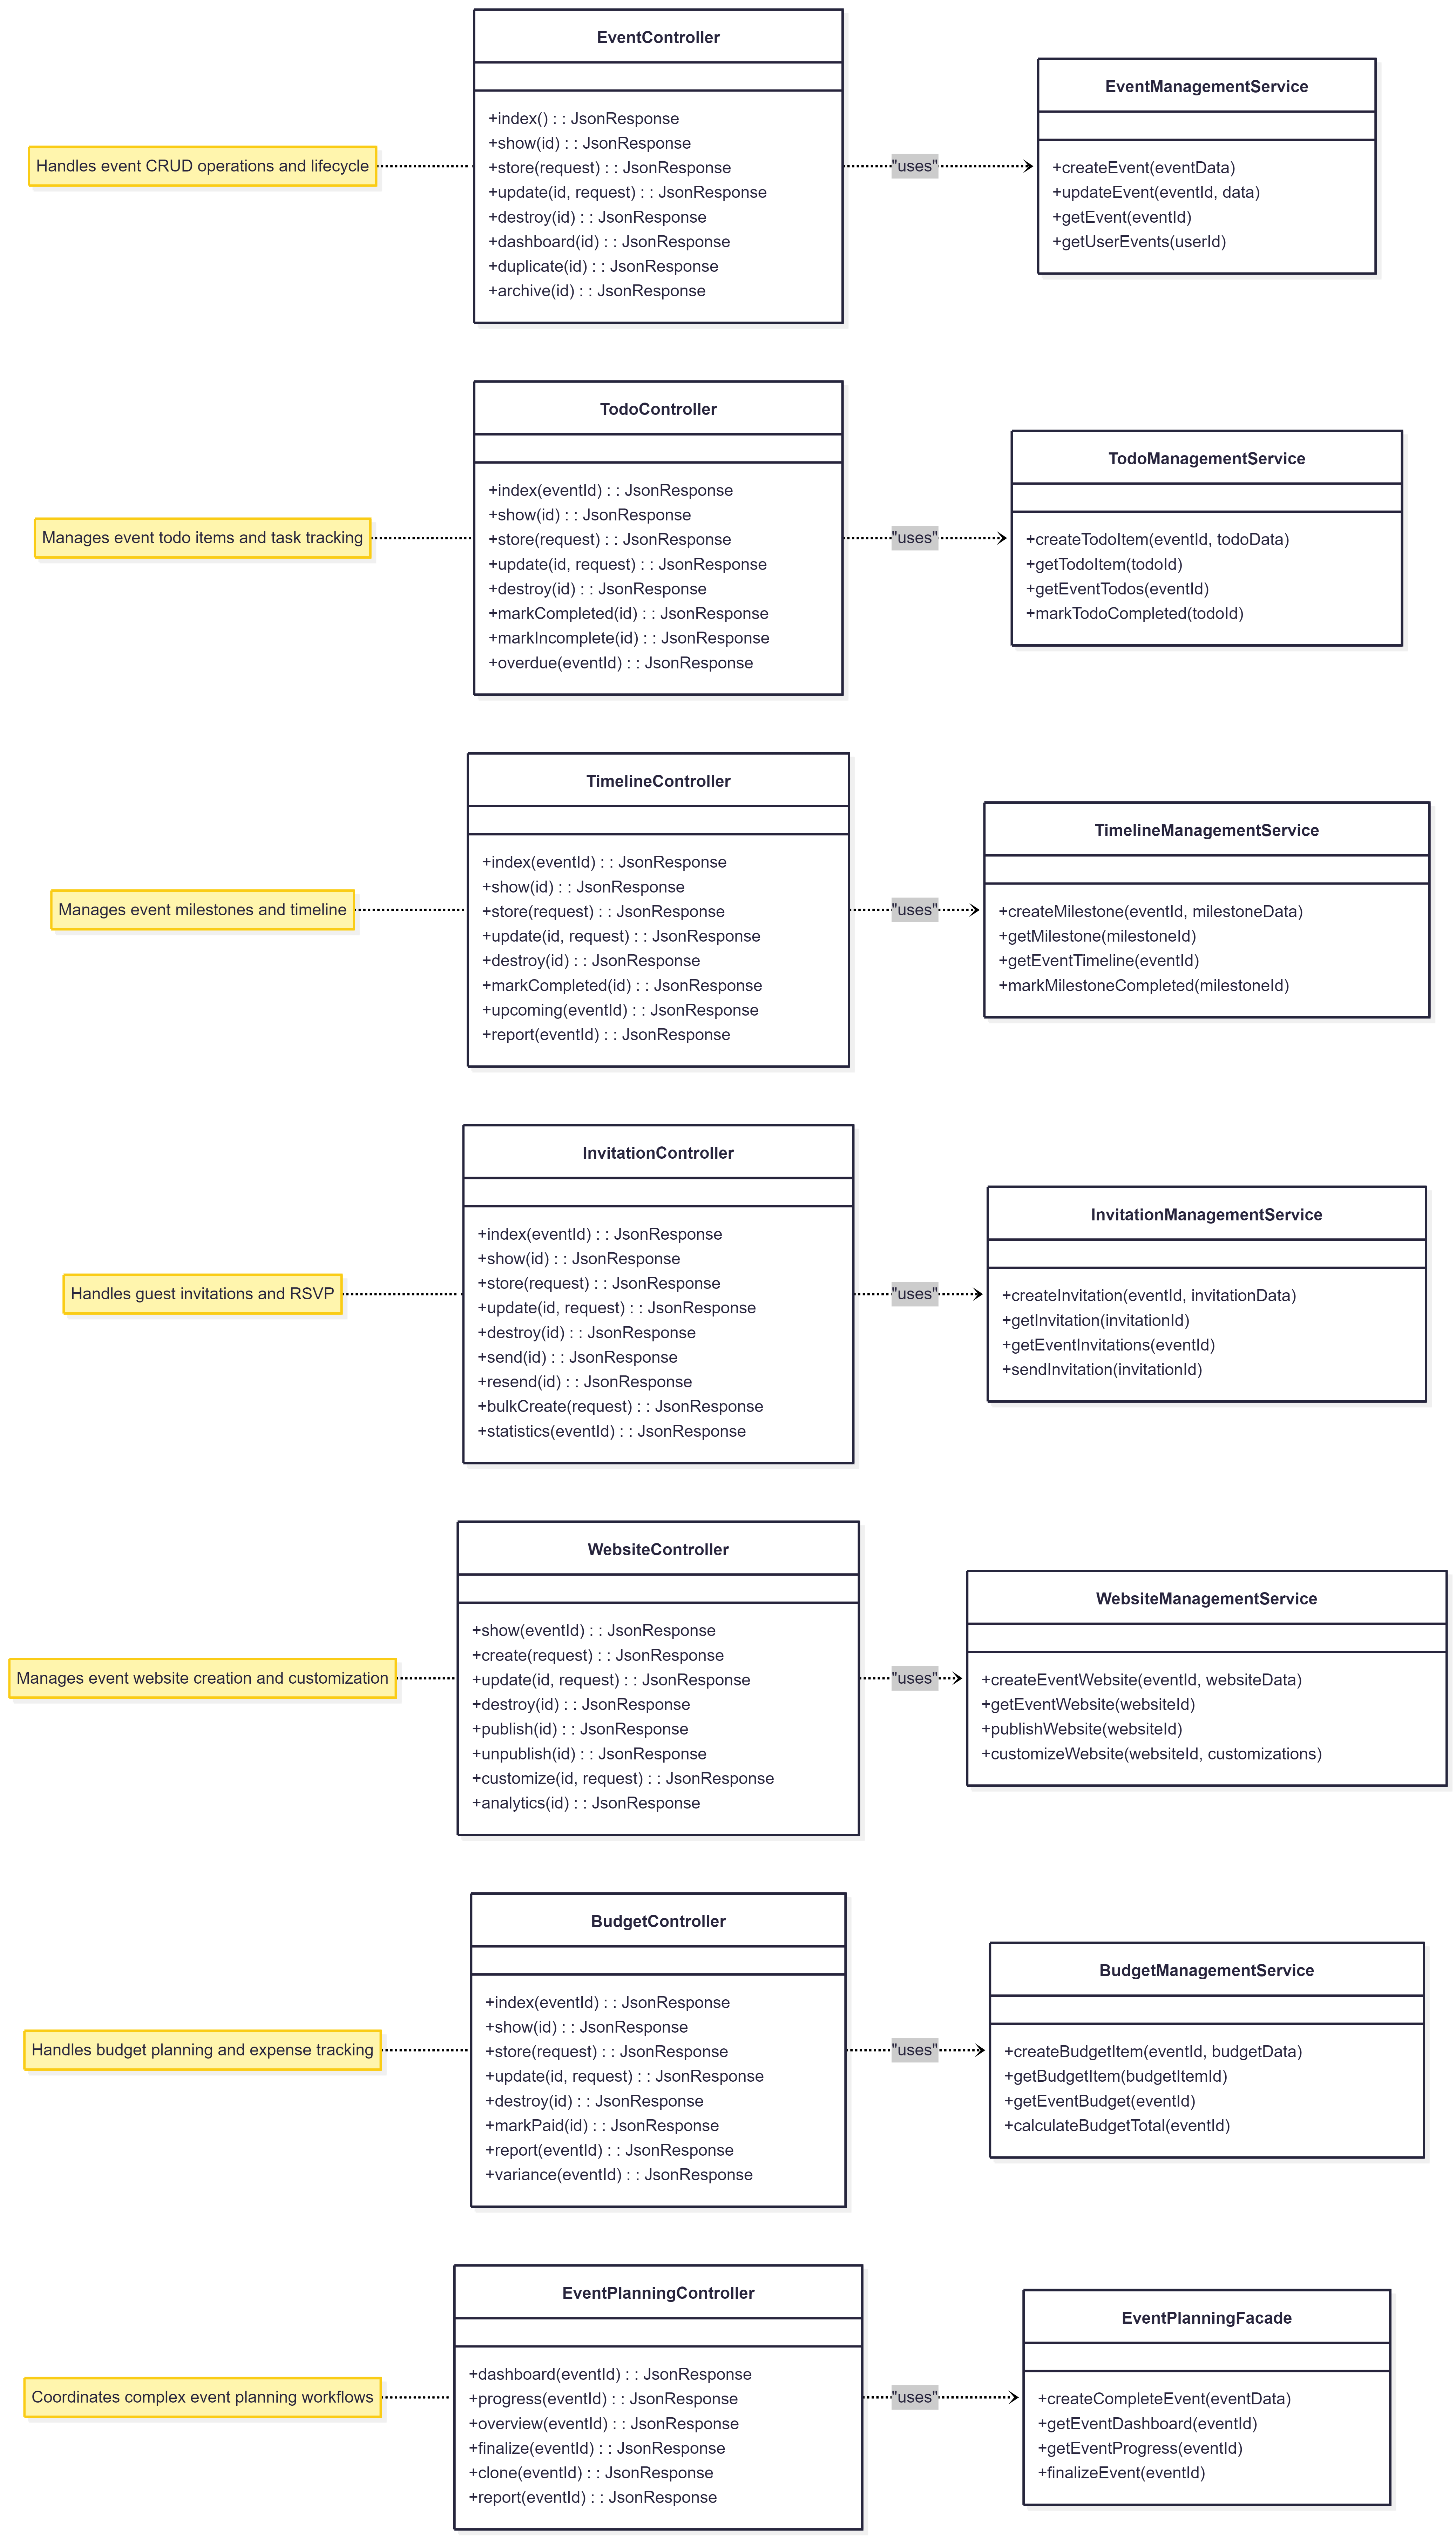 EventController
+index() : : JsonResponse
+show(id) : : JsonResponse
+store(request) : : JsonResponse
+update(id, request) : : JsonResponse
+destroy(id) : : JsonResponse
+dashboard(id) : : JsonResponse
+duplicate(id) : : JsonResponse
+archive(id) : : JsonResponse
Handles event CRUD operations and lifecycle
"uses"
EventManagementService
+createEvent(eventData)
+updateEvent(eventId, data)
+getEvent(eventId)
+getUserEvents(userId)
TodoController
+index(eventId) : : JsonResponse
+show(id) : : JsonResponse
+store(request) : : JsonResponse
+update(id, request) : : JsonResponse
+destroy(id) : : JsonResponse
+markCompleted(id) : : JsonResponse
+markIncomplete(id) : : JsonResponse
+overdue(eventId) : : JsonResponse
Manages event todo items and task tracking
"uses"
TodoManagementService
+createTodoItem(eventId, todoData)
+getTodoItem(todoId)
+getEventTodos(eventId)
+markTodoCompleted(todoId)
TimelineController
+index(eventId) : : JsonResponse
+show(id) : : JsonResponse
+store(request) : : JsonResponse
+update(id, request) : : JsonResponse
+destroy(id) : : JsonResponse
+markCompleted(id) : : JsonResponse
+upcoming(eventId) : : JsonResponse
+report(eventId) : : JsonResponse
Manages event milestones and timeline
"uses"
TimelineManagementService
+createMilestone(eventId, milestoneData)
+getMilestone(milestoneId)
+getEventTimeline(eventId)
+markMilestoneCompleted(milestoneId)
InvitationController
+index(eventId) : : JsonResponse
+show(id) : : JsonResponse
+store(request) : : JsonResponse
+update(id, request) : : JsonResponse
+destroy(id) : : JsonResponse
+send(id) : : JsonResponse
+resend(id) : : JsonResponse
+bulkCreate(request) : : JsonResponse
+statistics(eventId) : : JsonResponse
Handles guest invitations and RSVP
"uses"
InvitationManagementService
+createInvitation(eventId, invitationData)
+getInvitation(invitationId)
+getEventInvitations(eventId)
+sendInvitation(invitationId)
WebsiteController
+show(eventId) : : JsonResponse
+create(request) : : JsonResponse
+update(id, request) : : JsonResponse
+destroy(id) : : JsonResponse
+publish(id) : : JsonResponse
+unpublish(id) : : JsonResponse
+customize(id, request) : : JsonResponse
+analytics(id) : : JsonResponse
Manages event website creation and customization
"uses"
WebsiteManagementService
+createEventWebsite(eventId, websiteData)
+getEventWebsite(websiteId)
+publishWebsite(websiteId)
+customizeWebsite(websiteId, customizations)
BudgetController
+index(eventId) : : JsonResponse
+show(id) : : JsonResponse
+store(request) : : JsonResponse
+update(id, request) : : JsonResponse
+destroy(id) : : JsonResponse
+markPaid(id) : : JsonResponse
+report(eventId) : : JsonResponse
+variance(eventId) : : JsonResponse
Handles budget planning and expense tracking
"uses"
BudgetManagementService
+createBudgetItem(eventId, budgetData)
+getBudgetItem(budgetItemId)
+getEventBudget(eventId)
+calculateBudgetTotal(eventId)
EventPlanningController
+dashboard(eventId) : : JsonResponse
+progress(eventId) : : JsonResponse
+overview(eventId) : : JsonResponse
+finalize(eventId) : : JsonResponse
+clone(eventId) : : JsonResponse
+report(eventId) : : JsonResponse
Coordinates complex event planning workflows
"uses"
EventPlanningFacade
+createCompleteEvent(eventData)
+getEventDashboard(eventId)
+getEventProgress(eventId)
+finalizeEvent(eventId)